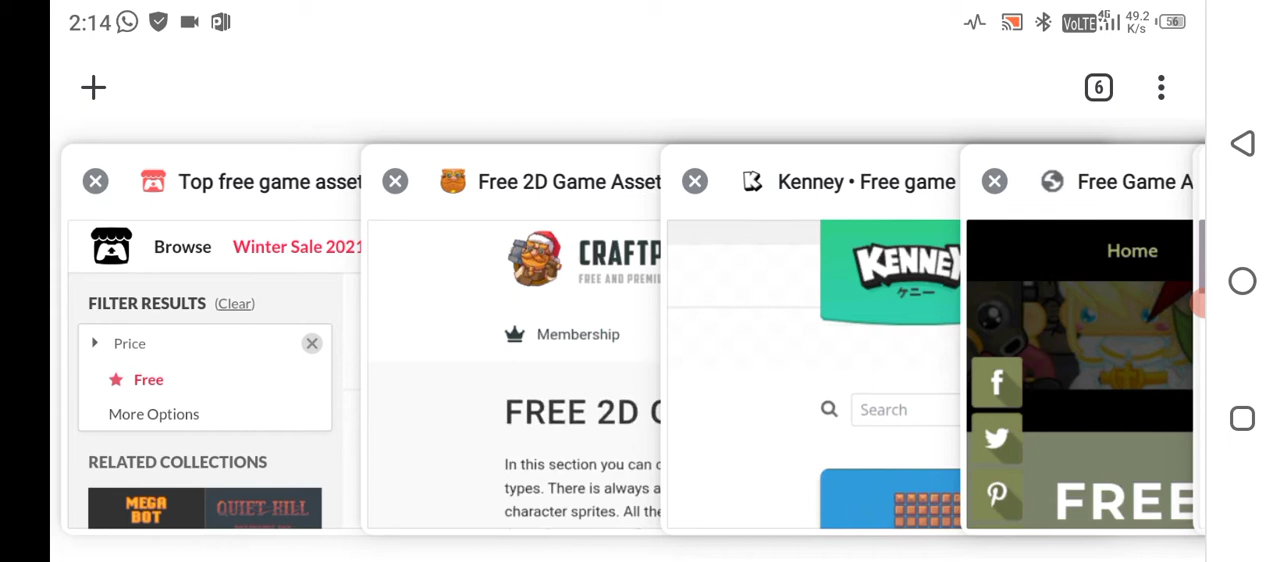 2:14
VoLTE 4G 49.2 K/s 56
6
Top free game asset
Browse Winter Sale 2021
FILTER RESULTS (Clear)
Price
Free
More Options
RELATED COLLECTIONS
MEGA BOT
QUIET HILL
Free 2D Game Asset
CRAFTP
FREE AND PREMI
Membership
FREE 2D
In this section you can
types. There is always a
character sprites. All the
Kenney • Free game
KENNEY
ケニー
Search
Free Game A
Home
FREE